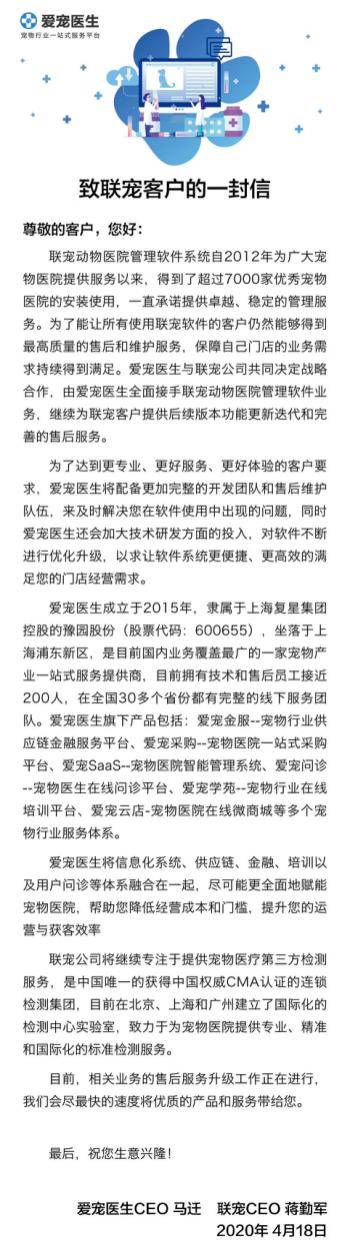 爱宠医生
宠物行业一站式服务平台
致联宠客户的一封信
尊敬的客户，您好：
联宠动物医院管理软件系统自2012年为广大宠
物医院提供服务以来，得到了超过7000家优秀宠物
医院的安装使用，一直承诺提供卓越、稳定的管理服
务。为了能让所有使用联宠软件的客户仍然能够得到
最高质量的售后和维护服务，保障自己门店的业务需
求持续得到满足。爱宠医生与联宠公司共同决定战略
合作，由爱宠医生全面接手联宠动物医院管理软件业
务，继续为联宠客户提供后续版本功能更新迭代和完
善的售后服务。
为了达到更专业、更好服务、更好体验的客户要
求，爱宠医生将配备更加完整的开发团队和售后维护
队伍，来及时解决您在软件使用中出现的问题，同时
爱宠医生还会加大技术研发方面的投入，对软件不断
进行优化升级，以求让软件系统更便捷、更高效的满
足您的门店经营需求。
爱宠医生成立于2015年，隶属于上海复星集团
控股的豫园股份（股票代码：600655），坐落于上
海浦东新区，是目前国内业务覆盖最广的一家宠物产
业一站式服务提供商，目前拥有技术和售后员工接近
200人，在全国30多个省份都有完整的线下服务团
队。爱宠医生旗下产品包括：爱宠金服--宠物行业供
应链金融服务平台、爱宠采购--宠物医院一站式采购
平台、爱宠SaaS--宠物医院智能管理系统、爱宠问诊
--宠物医生在线问诊平台、爱宠学苑--宠物行业在线
培训平台、爱宠云店-宠物医院在线微商城等多个宠
物行业服务体系。
爱宠医生将信息化系统、供应链、金融、培训以
及用户问诊等体系融合在一起，尽可能更全面地赋能
宠物医院，帮助您降低经营成本和门槛，提升您的运
营与获客效率
联宠公司将继续专注于提供宠物医疗第三方检测
服务，是中国唯一的获得中国权威CMA认证的连锁
检测集团，目前在北京、上海和广州建立了国际化的
检测中心实验室，致力于为宠物医院提供专业、精准
和国际化的标准检测服务。
目前，相关业务的售后服务升级工作正在进行，
我们会尽最快的速度将优质的产品和服务带给您。
最后，祝您生意兴隆！
爱宠医生CEO 马迁 联宠CEO 蒋勤军
2020年 4月18日